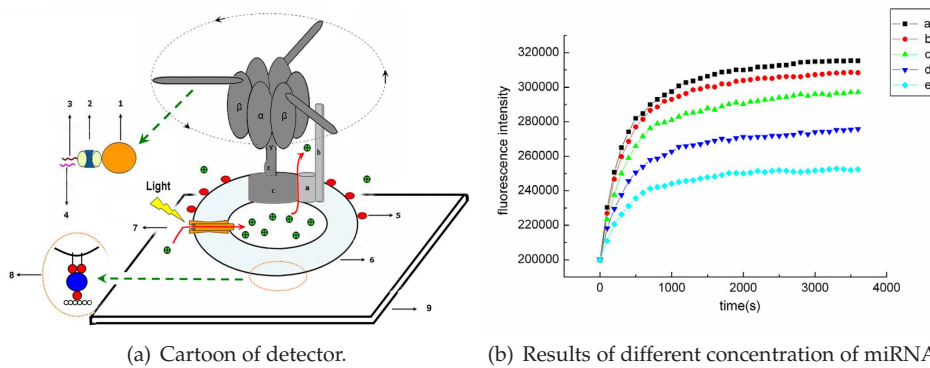 3 2 1
4
β α β
γ
ε
b
c a
Light
7
5
6
8
9
fluorescence intensity
320000
300000
280000
260000
240000
220000
200000
0 1000 2000 3000 4000
time(s)
a
b
c
d
e
(a) Cartoon of detector.
(b) Results of different concentration of miRNA